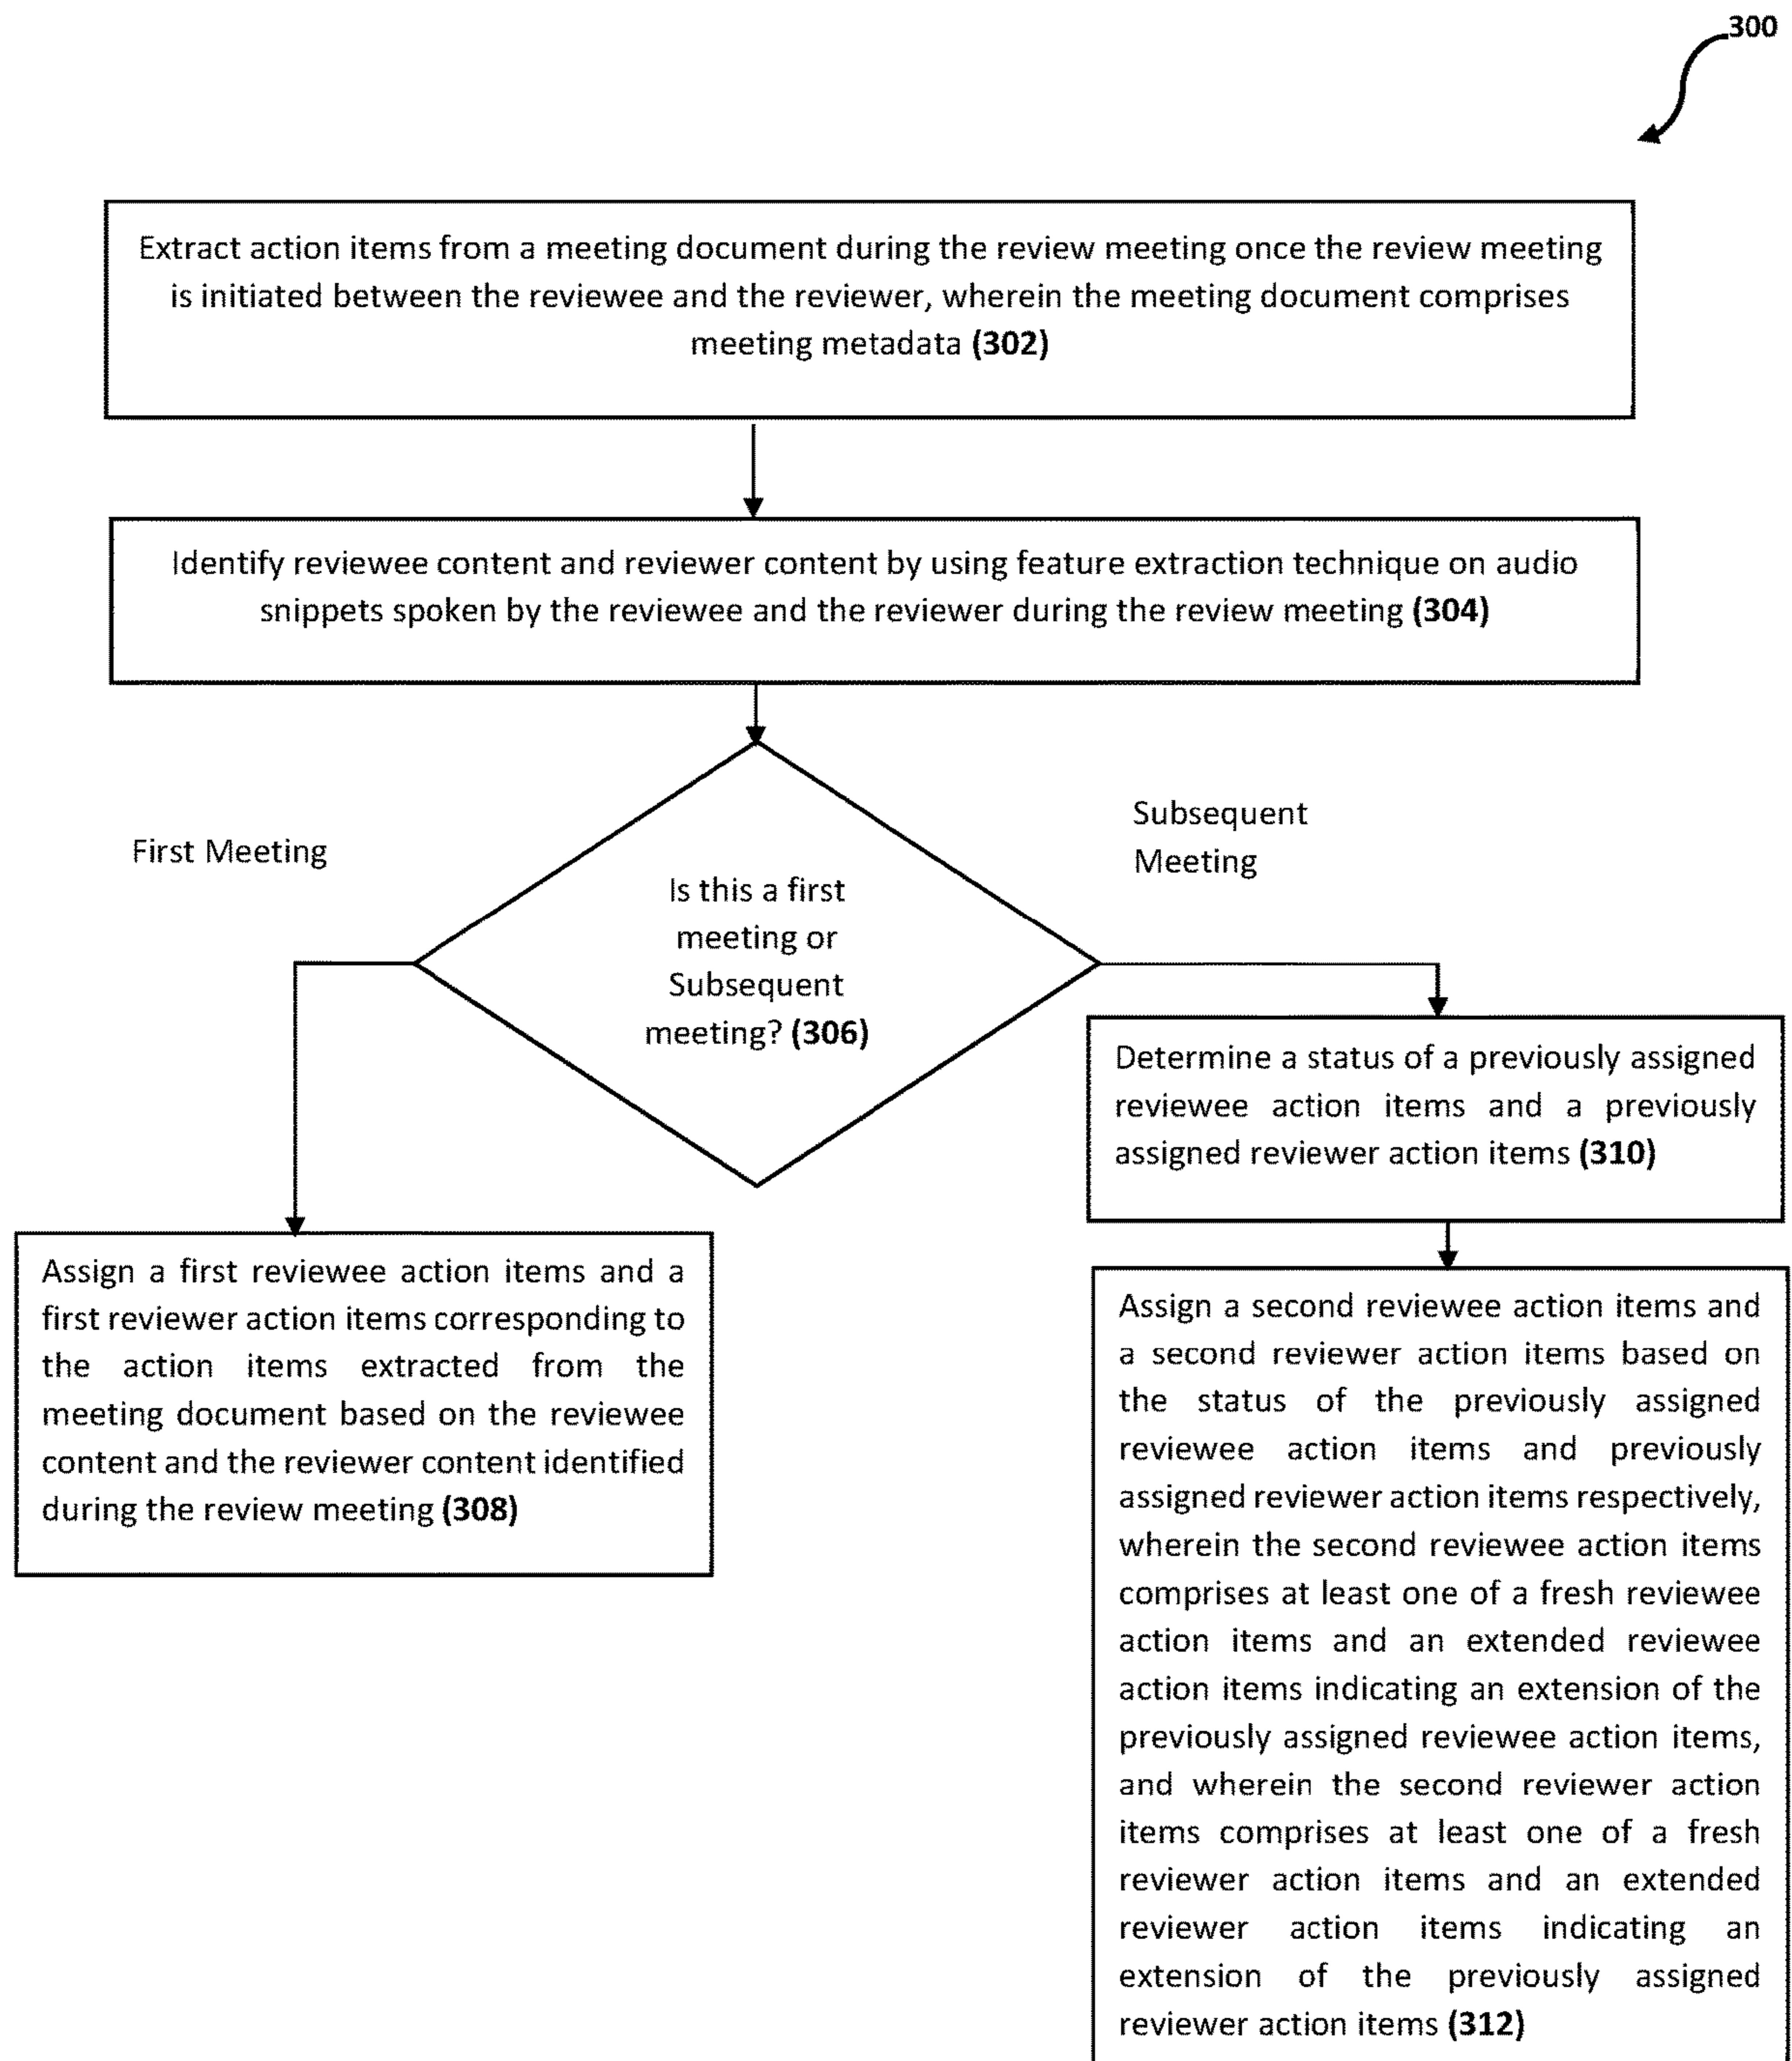 300
Extract action items from a meeting document during the review meeting once the review meeting
is initiated between the reviewee and the reviewer, wherein the meeting document comprises
meeting metadata (302)
Identify reviewee content and reviewer content by using feature extraction technique on audio
snippets spoken by the reviewee and the reviewer during the review meeting (304)
First Meeting
Subsequent
Meeting
Is this a first
meeting or
Subsequent
meeting? (306)
Assign a first reviewee action items and a
first reviewer action items corresponding to
the action items extracted from the
meeting document based on the reviewee
content and the reviewer content identified
during the review meeting (308)
Determine a status of a previously assigned
reviewee action items and a previously
assigned reviewer action items (310)
Assign a second reviewee action items and
a second reviewer action items based on
the status of the previously assigned
reviewee action items and previously
assigned reviewer action items respectively,
wherein the second reviewee action items
comprises at least one of a fresh reviewee
action items and an extended reviewee
action items indicating an extension of the
previously assigned reviewee action items,
and wherein the second reviewer action
items comprises at least one of a fresh
reviewer action items and an extended
reviewer action items indicating an
extension of the previously assigned
reviewer action items (312)